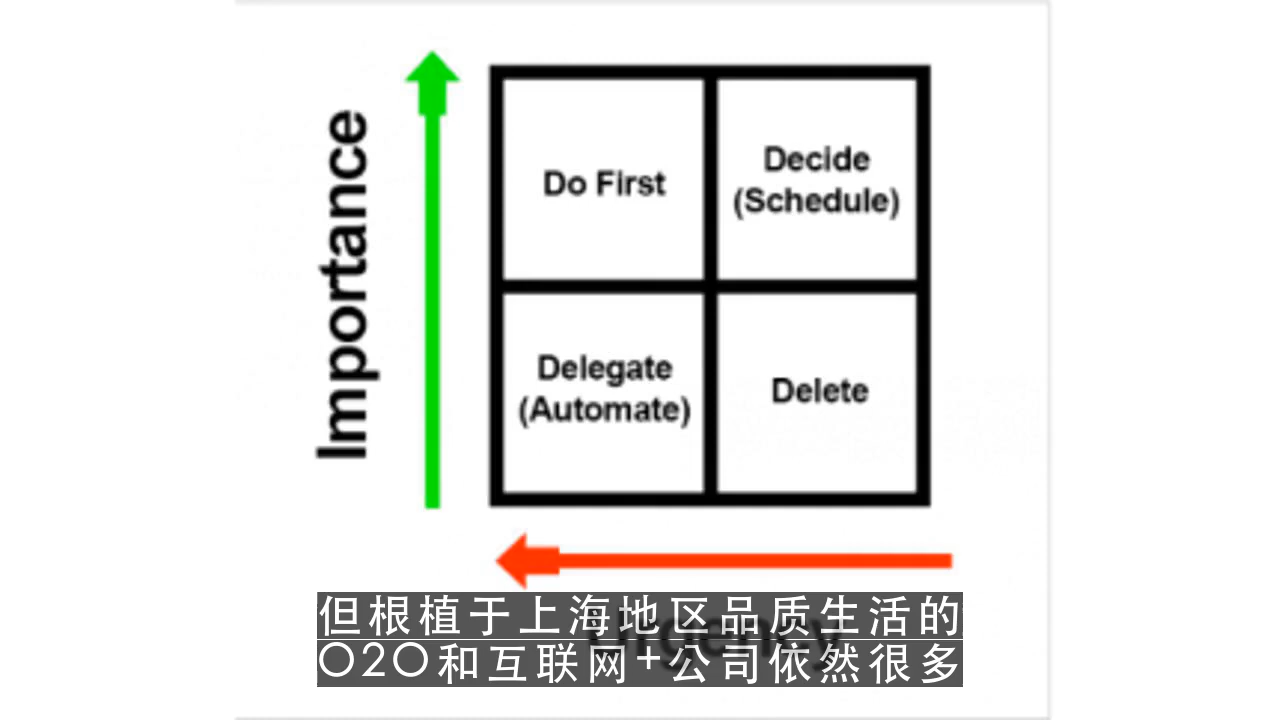 Importance
Do First
Decide
(Schedule)
Delegate
(Automate)
Delete
Urgency
但根植于上海地区品质生活的
O2O和互联网+公司依然很多